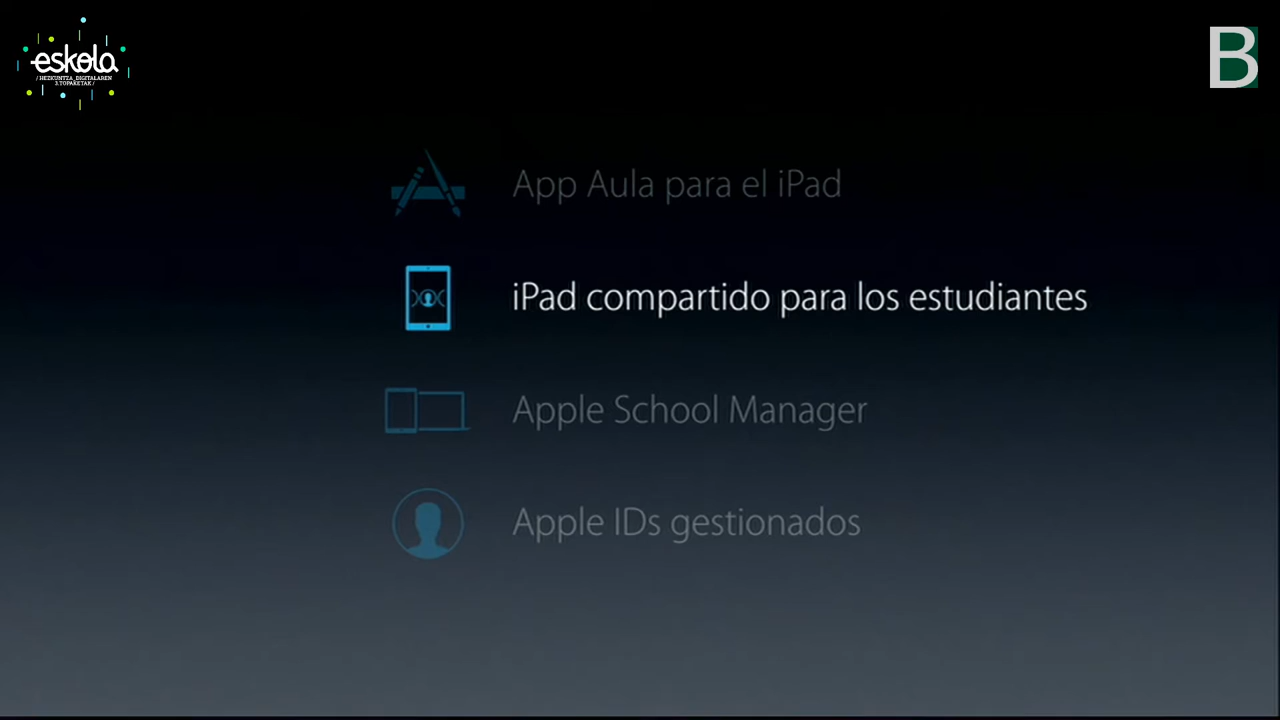 eskola
/ HEZKUNTZA_DIGITALAREN
3.TOPAKETAK /
B
App Aula para el iPad
iPad compartido para los estudiantes
Apple School Manager
Apple IDs gestionados